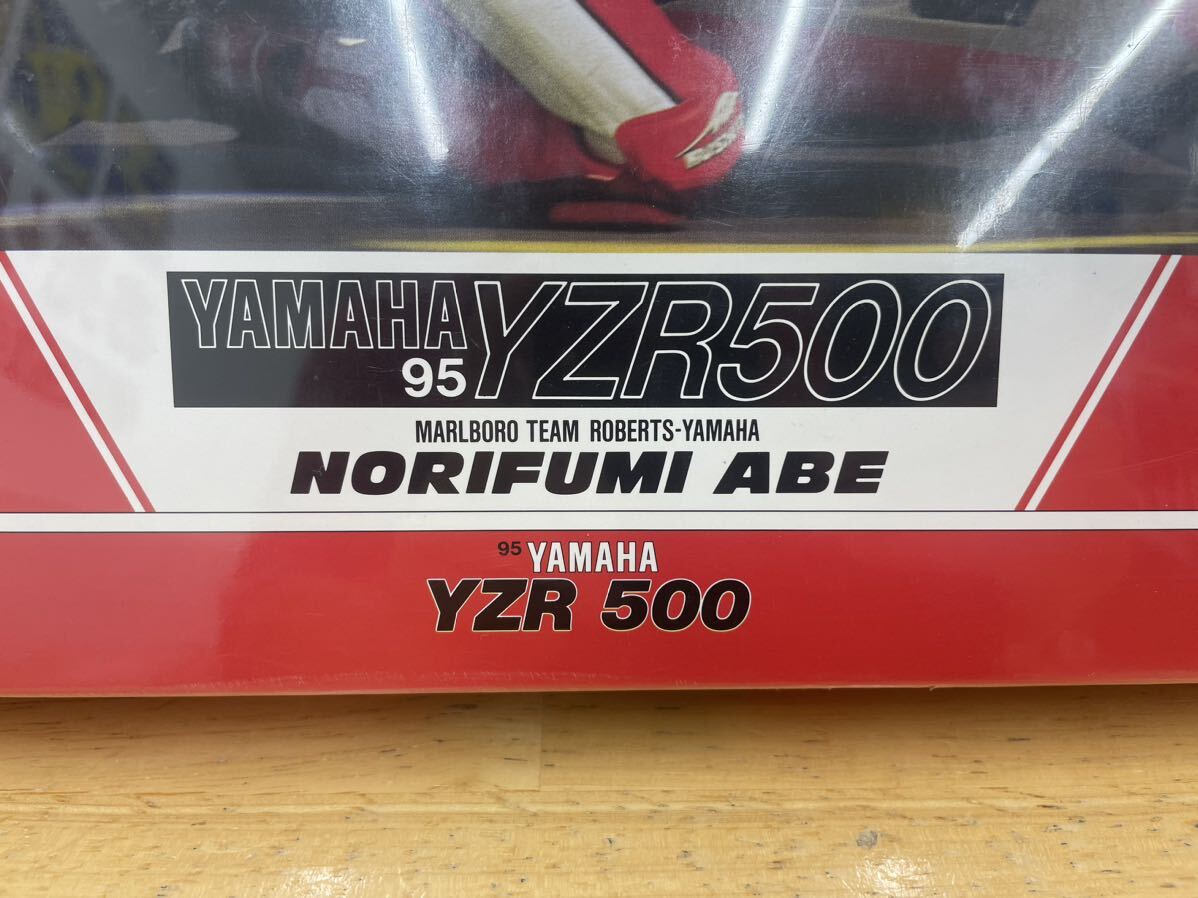 YAMAHA YZR500
95
MARLBORO TEAM ROBERTS-YAMAHA
NORIFUMI ABE
95 YAMAHA
YZR 500